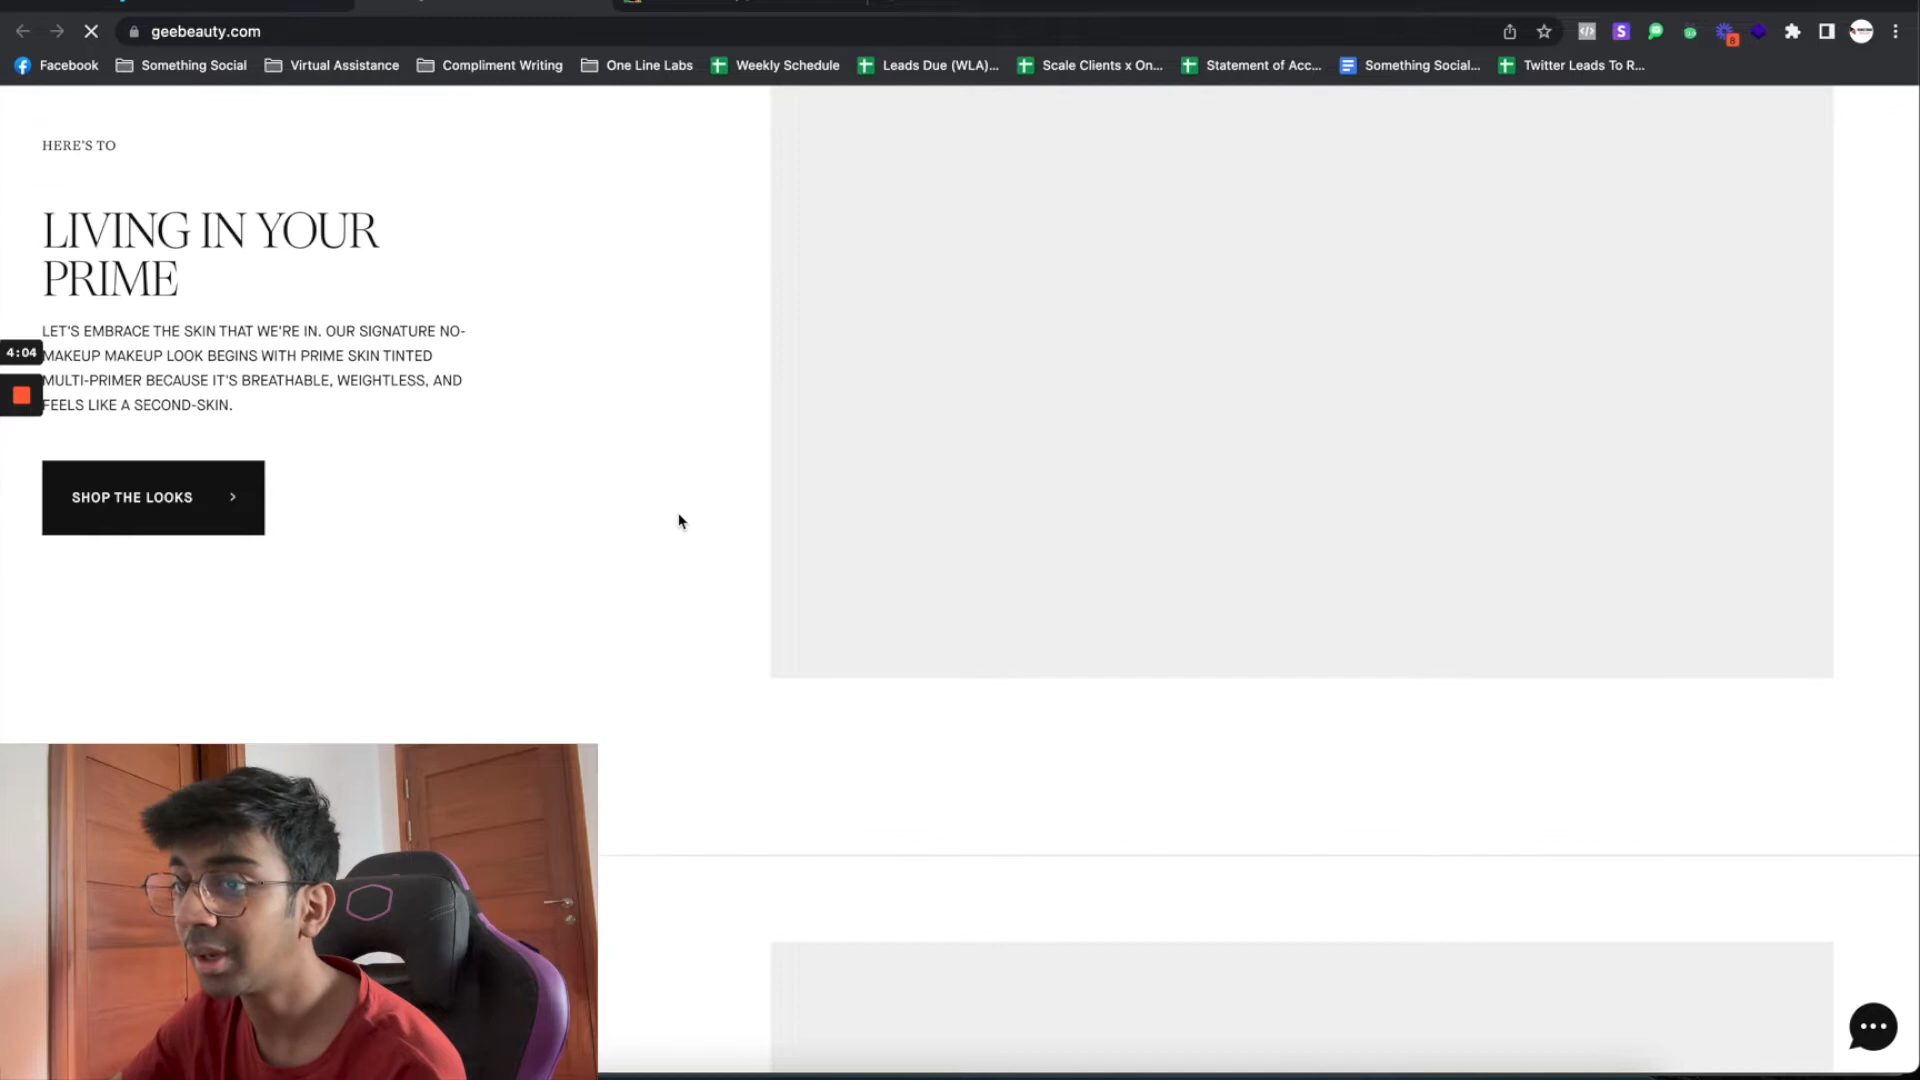 geebeauty.com
Facebook
Something Social
Virtual Assistance
Compliment Writing
One Line Labs
Weekly Schedule
Leads Due (WLA)...
Scale Clients x On...
Statement of Acc...
Something Social...
Twitter Leads To R...
S
8
HERE'S TO
LIVING IN YOUR
PRIME
LET'S EMBRACE THE SKIN THAT WE'RE IN. OUR SIGNATURE NO-
MAKEUP MAKEUP LOOK BEGINS WITH PRIME SKIN TINTED
MULTI-PRIMER BECAUSE IT'S BREATHABLE, WEIGHTLESS, AND
FEELS LIKE A SECOND-SKIN.
4:04
SHOP THE LOOKS